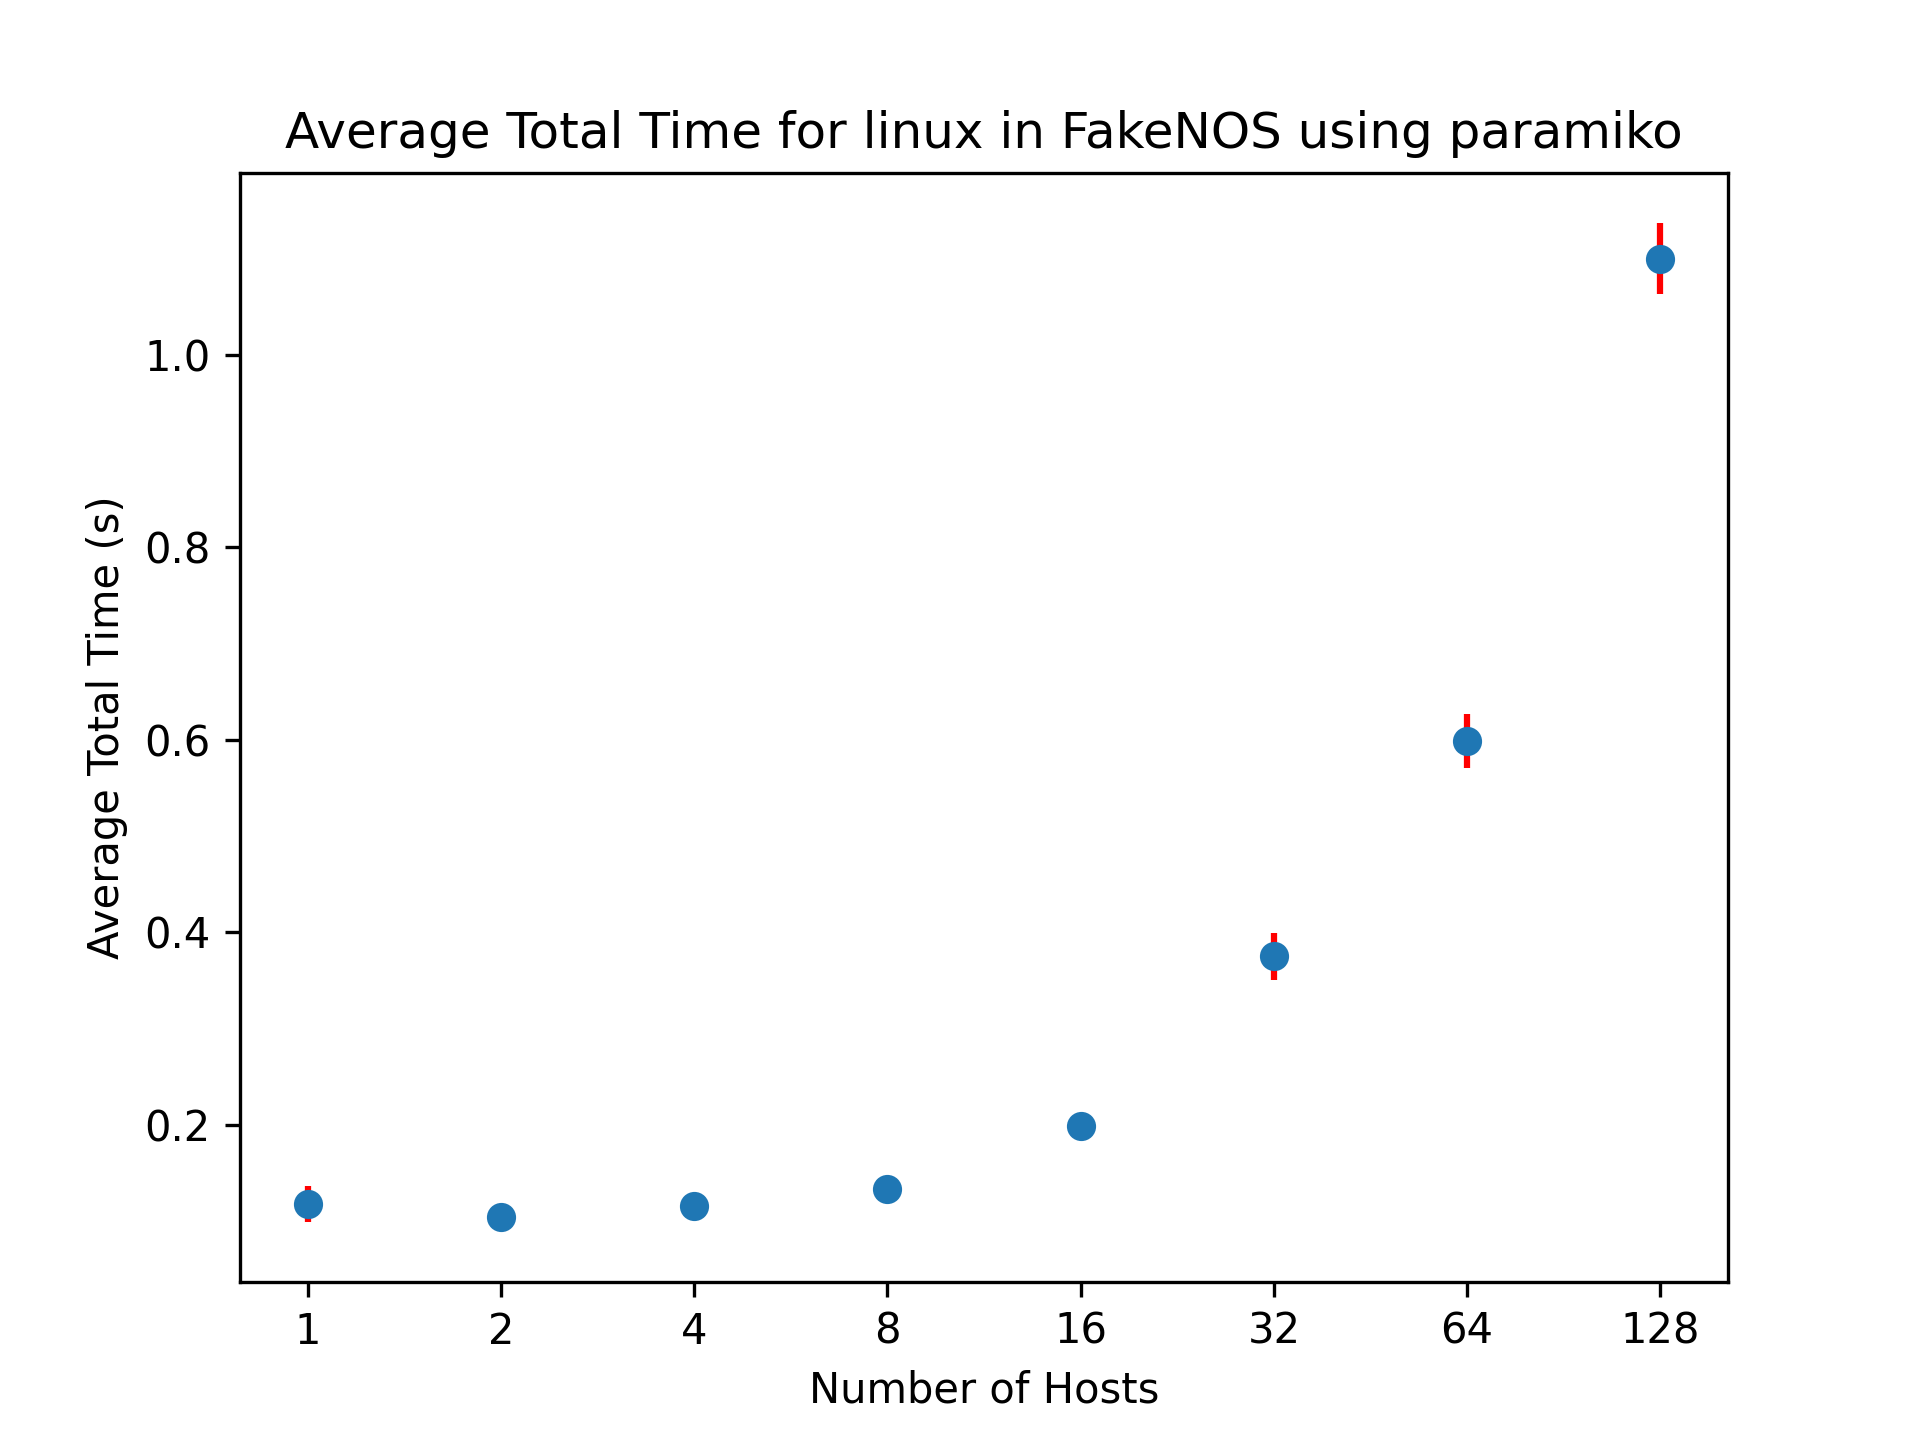 Average Total Time for linux in FakeNOS using paramiko
Average Total Time (s)
1.0
0.8
0.6
0.4
0.2
1 2 4 8 16 32 64 128
Number of Hosts